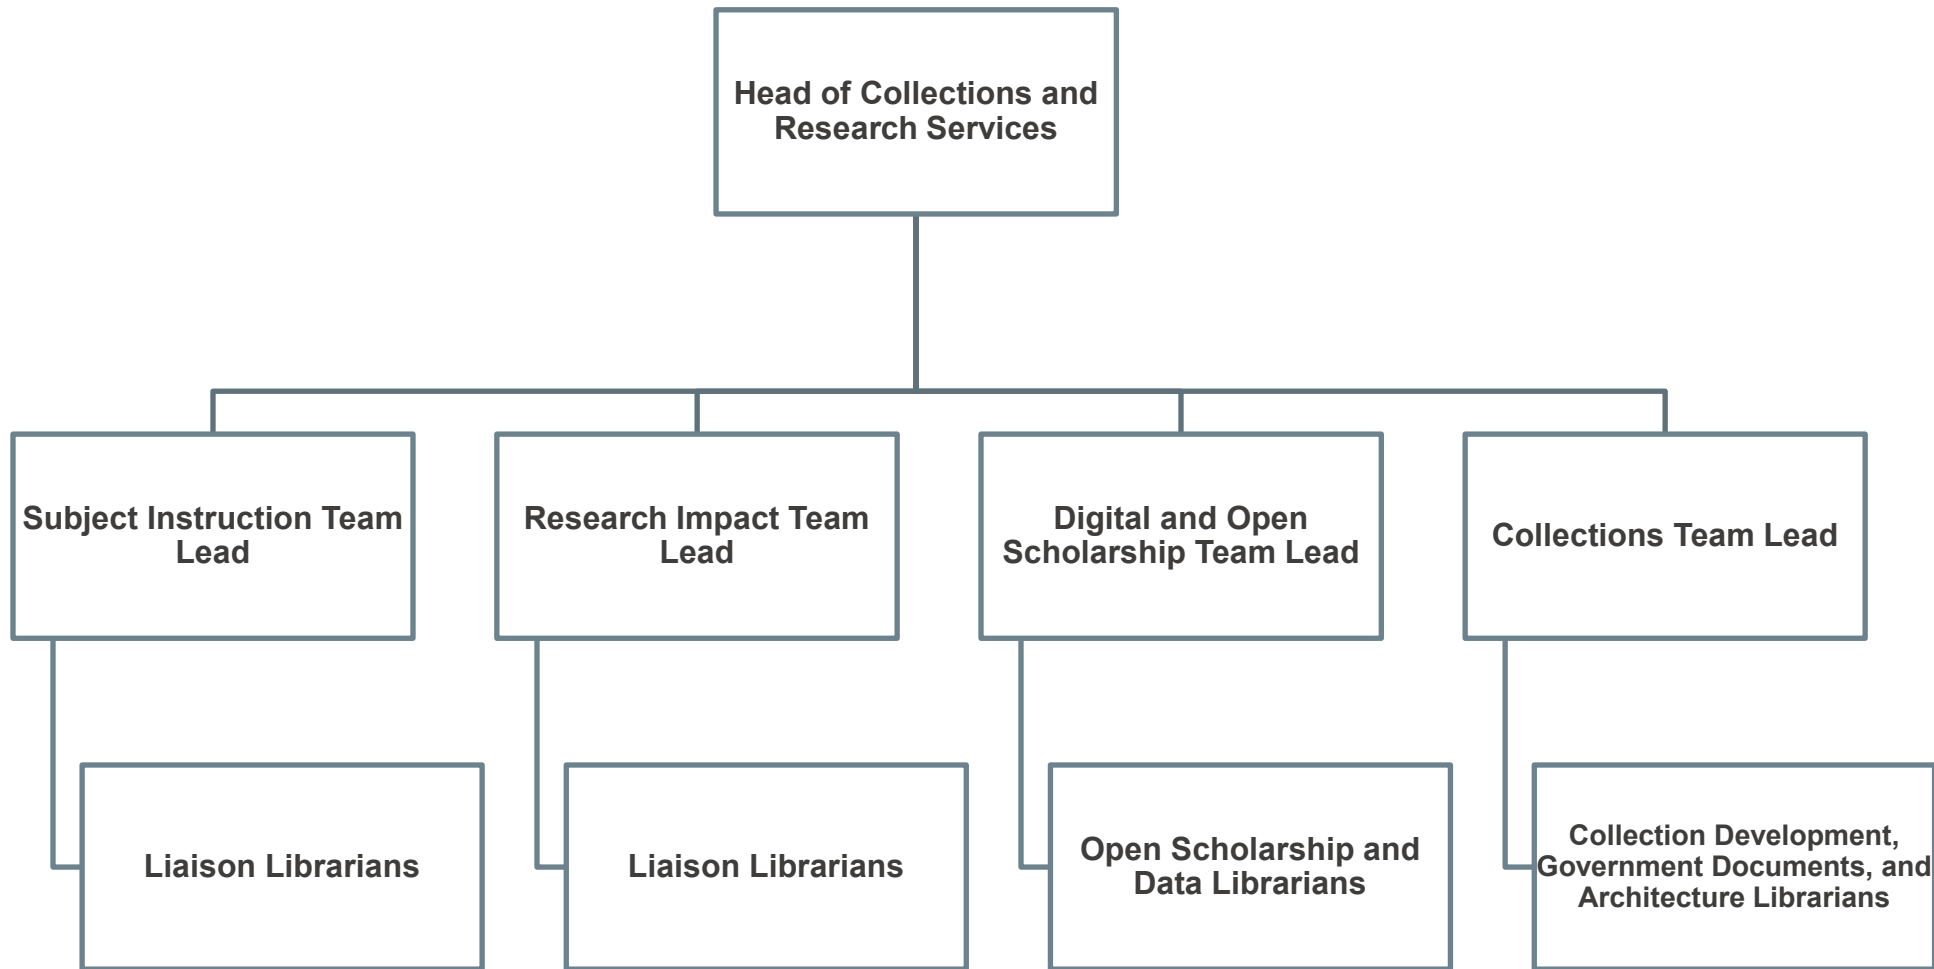 Head of Collections and
Research Services
Subject Instruction Team
Lead
Research Impact Team
Lead
Digital and Open
Scholarship Team Lead
Collections Team Lead
Liaison Librarians
Liaison Librarians
Open Scholarship and
Data Librarians
Collection Development,
Government Documents, and
Architecture Librarians